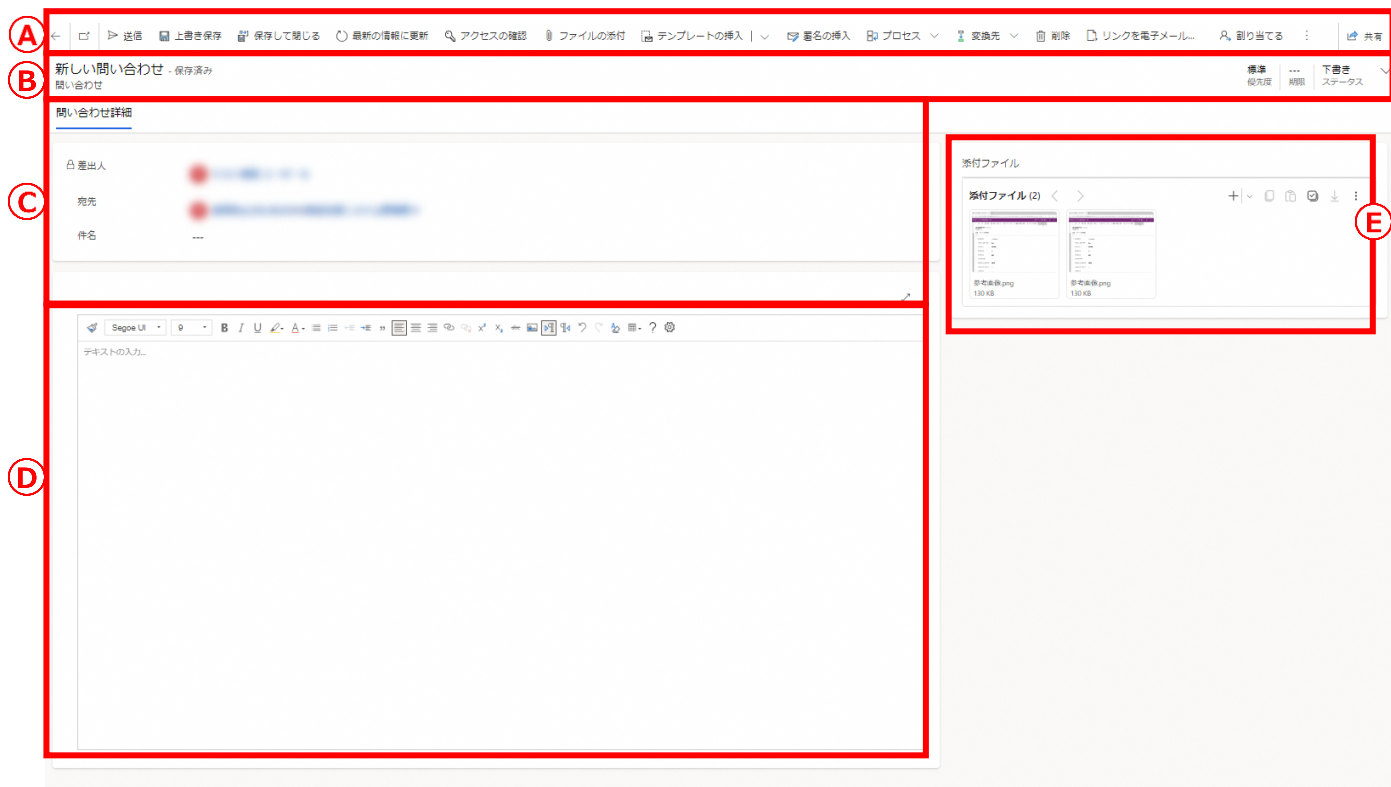 Ⓐ
送信 上書き保存 保存して閉じる 最新の情報に更新 アクセスの確認 ファイルの添付 テンプレートの挿入 署名の挿入 プロセス 変換先 削除 リンクを電子メール... 割り当てる 共有
Ⓑ
新しい問い合わせ - 保存済み
問い合わせ
標準 --- 下書き
優先度 期限 ステータス
Ⓒ
問い合わせ詳細
差出人
宛先
件名 ---
Ⓔ
添付ファイル
添付ファイル (2)
参考画像.png 参考画像.png
130 KB 130 KB
Ⓓ
Segoe UI 9 B I U A
テキストの入力...